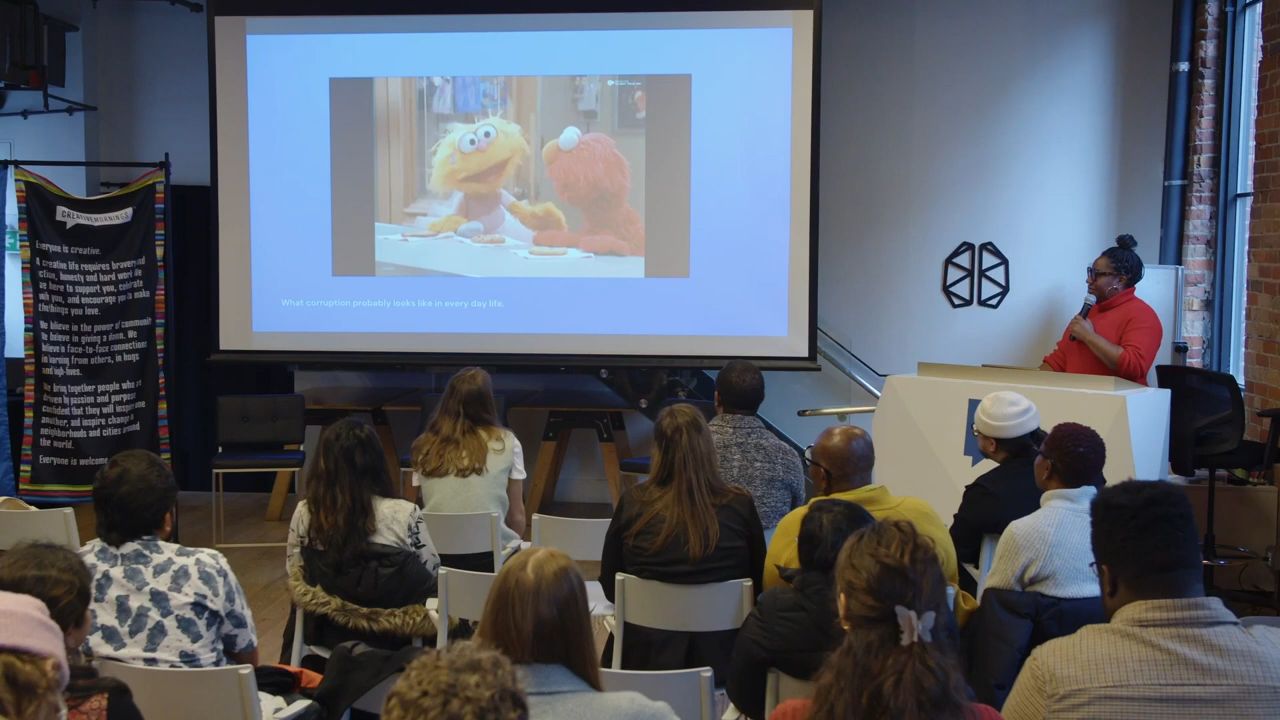 CREATIVEMORNINGS
Everyone is creative.
A creative life requires bravery and
action, honesty and hard work. We
are here to support you, celebrate
with you, and encourage you to make
the things you love.
We believe in the power of community.
We believe in giving a damn. We
believe in face-to-face connections,
in learning from others, in hugs
and high-fives.
We bring together people who are
driven by passion and purpose,
confident that they will inspire one
another, and inspire change in
neighborhoods and cities around
the world.
Everyone is welcome.
What corruption probably looks like in every day life.